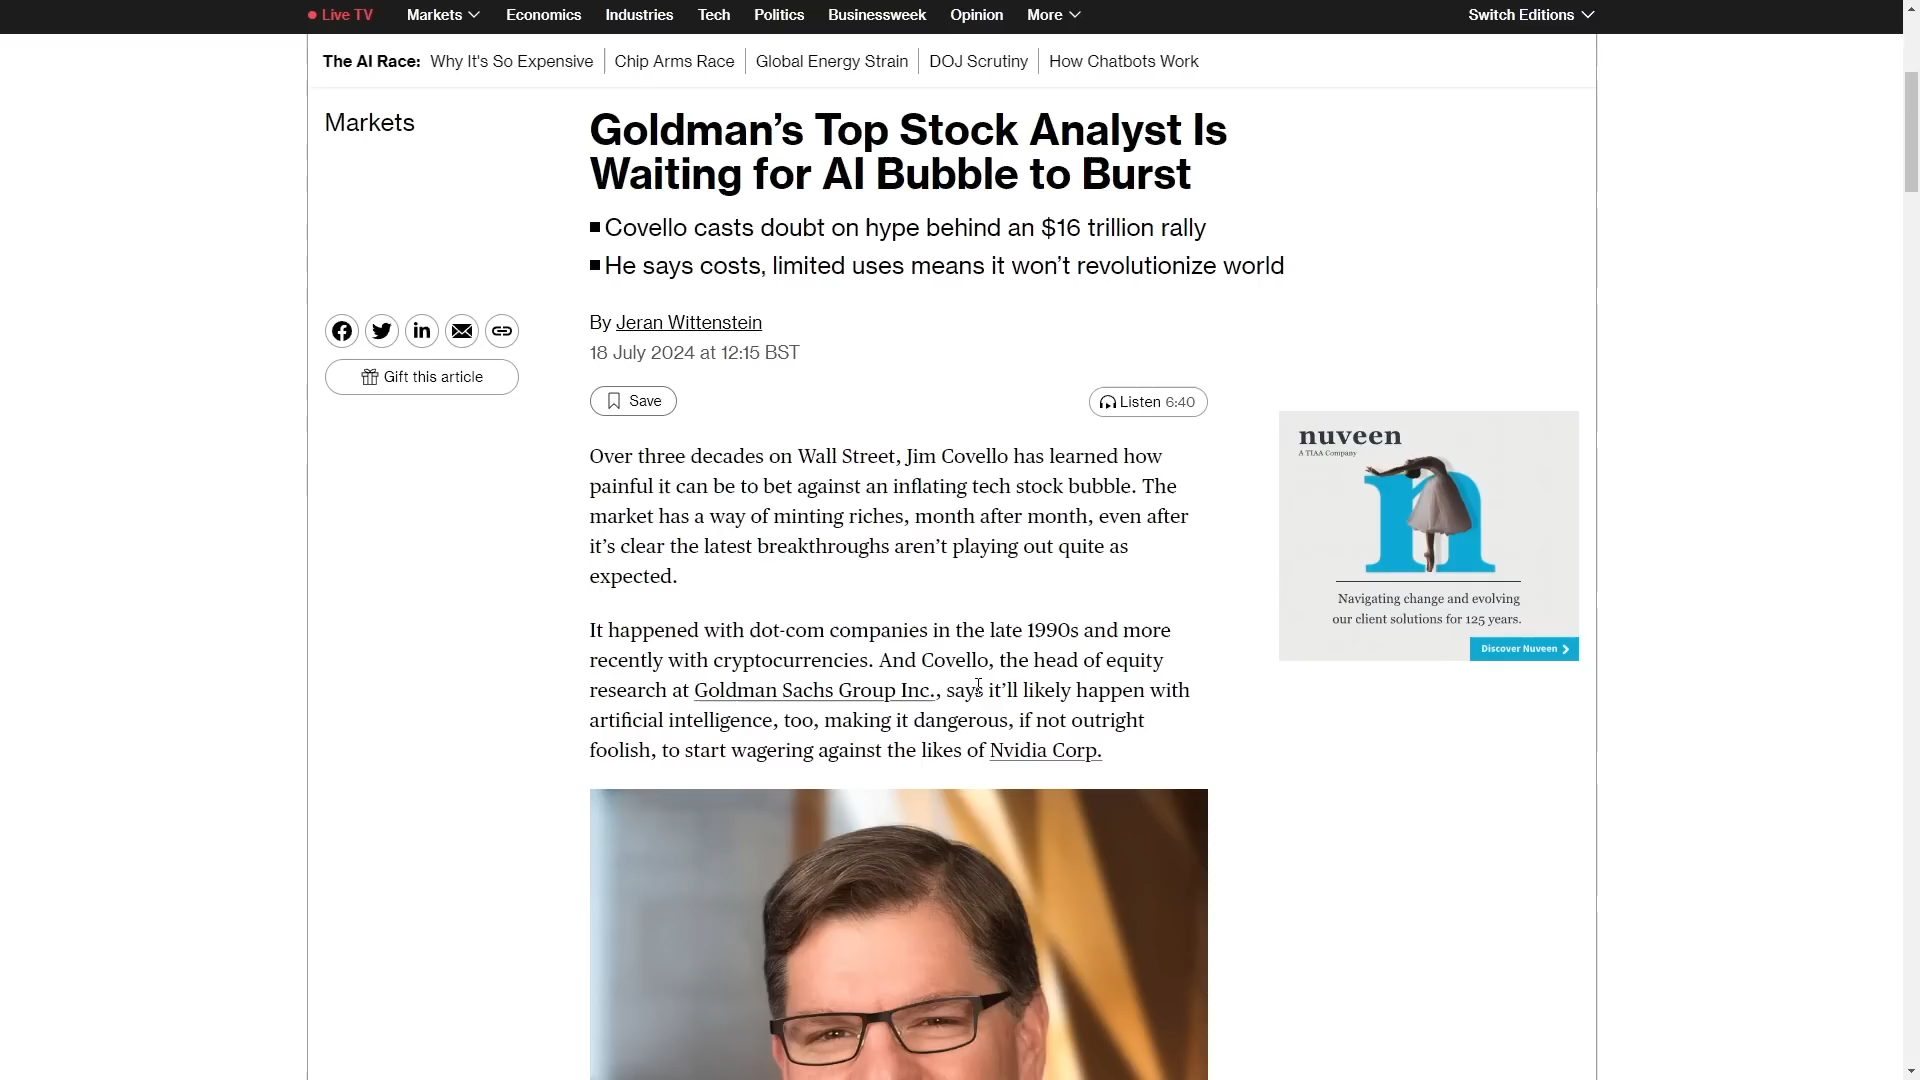 Live TV Markets Economics Industries Tech Politics Businessweek Opinion More Switch Editions
The AI Race: Why It's So Expensive Chip Arms Race Global Energy Strain DOJ Scrutiny How Chatbots Work
Markets
Goldman’s Top Stock Analyst Is
Waiting for AI Bubble to Burst
Covello casts doubt on hype behind an $16 trillion rally
He says costs, limited uses means it won’t revolutionize world
By Jeran Wittenstein
18 July 2024 at 12:15 BST
Gift this article
Save
Listen 6:40
Over three decades on Wall Street, Jim Covello has learned how
painful it can be to bet against an inflating tech stock bubble. The
market has a way of minting riches, month after month, even after
it’s clear the latest breakthroughs aren’t playing out quite as
expected.
It happened with dot-com companies in the late 1990s and more
recently with cryptocurrencies. And Covello, the head of equity
research at Goldman Sachs Group Inc., says it’ll likely happen with
artificial intelligence, too, making it dangerous, if not outright
foolish, to start wagering against the likes of Nvidia Corp.
nuveen
A TIAA Company
n
Navigating change and evolving
our client solutions for 125 years.
Discover Nuveen